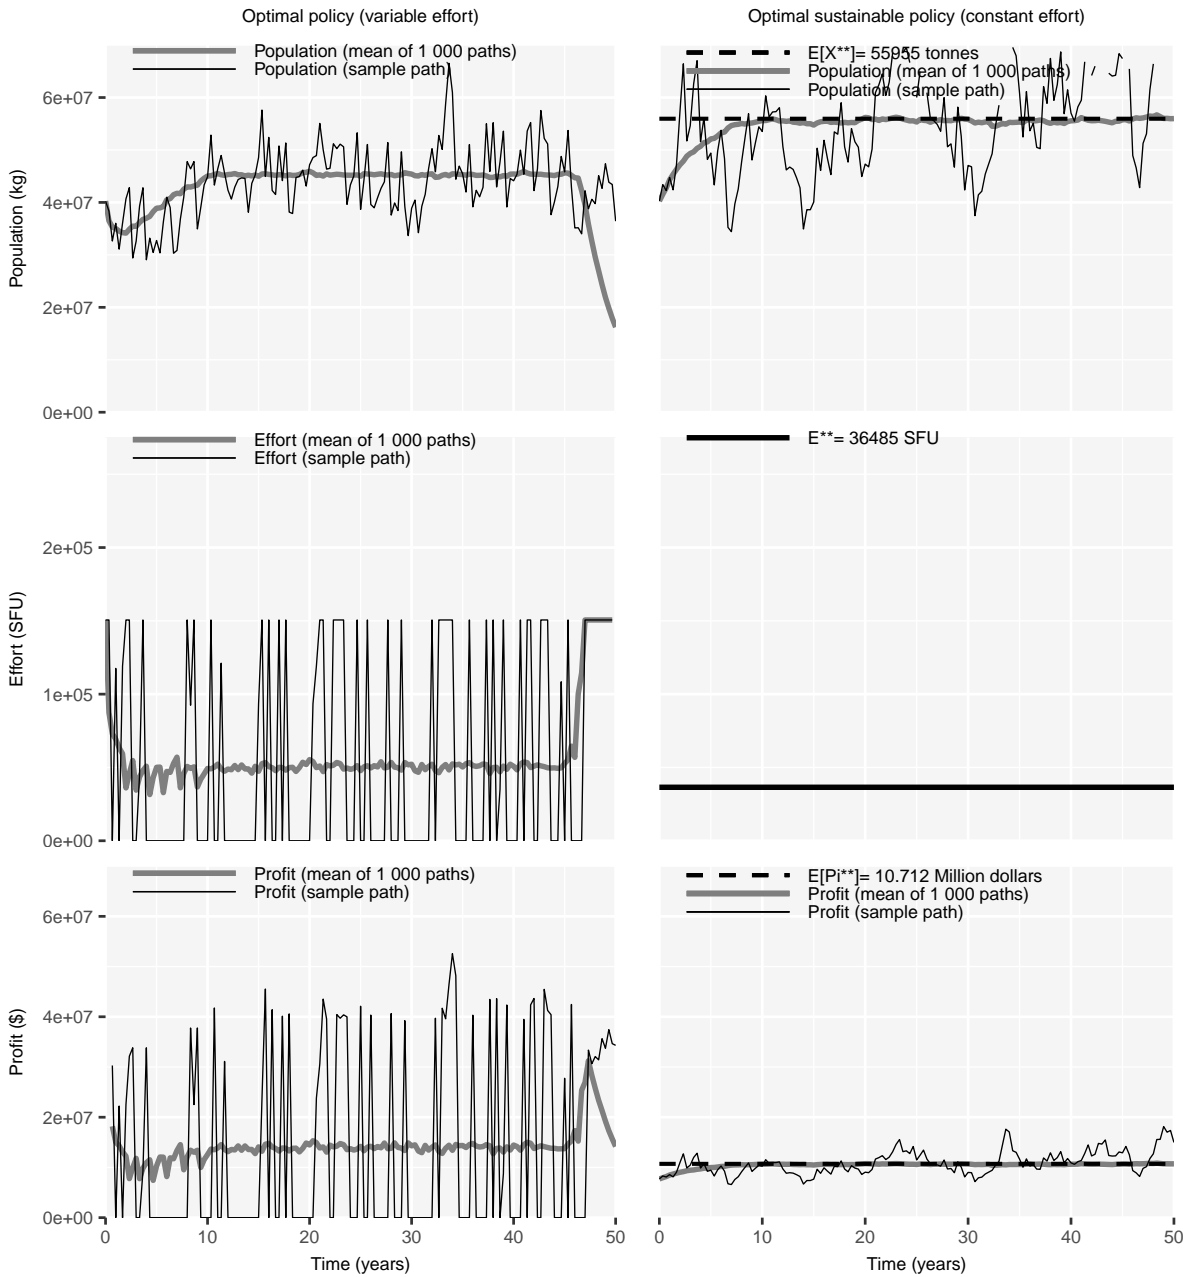 Optimal policy (variable effort)
Optimal sustainable policy (constant effort)
Population (mean of 1 000 paths)
Population (sample path)
E[X**]= 55955 tonnes
Population (mean of 1 000 paths)
Population (sample path)
Population (kg)
6e+07
4e+07
2e+07
0e+00
Effort (mean of 1 000 paths)
Effort (sample path)
E**= 36485 SFU
Effort (SFU)
2e+05
1e+05
0e+00
Profit (mean of 1 000 paths)
Profit (sample path)
E[Pi**]= 10.712 Million dollars
Profit (mean of 1 000 paths)
Profit (sample path)
Profit ($)
6e+07
4e+07
2e+07
0e+00
0 10 20 30 40 50
0 10 20 30 40 50
Time (years)
Time (years)